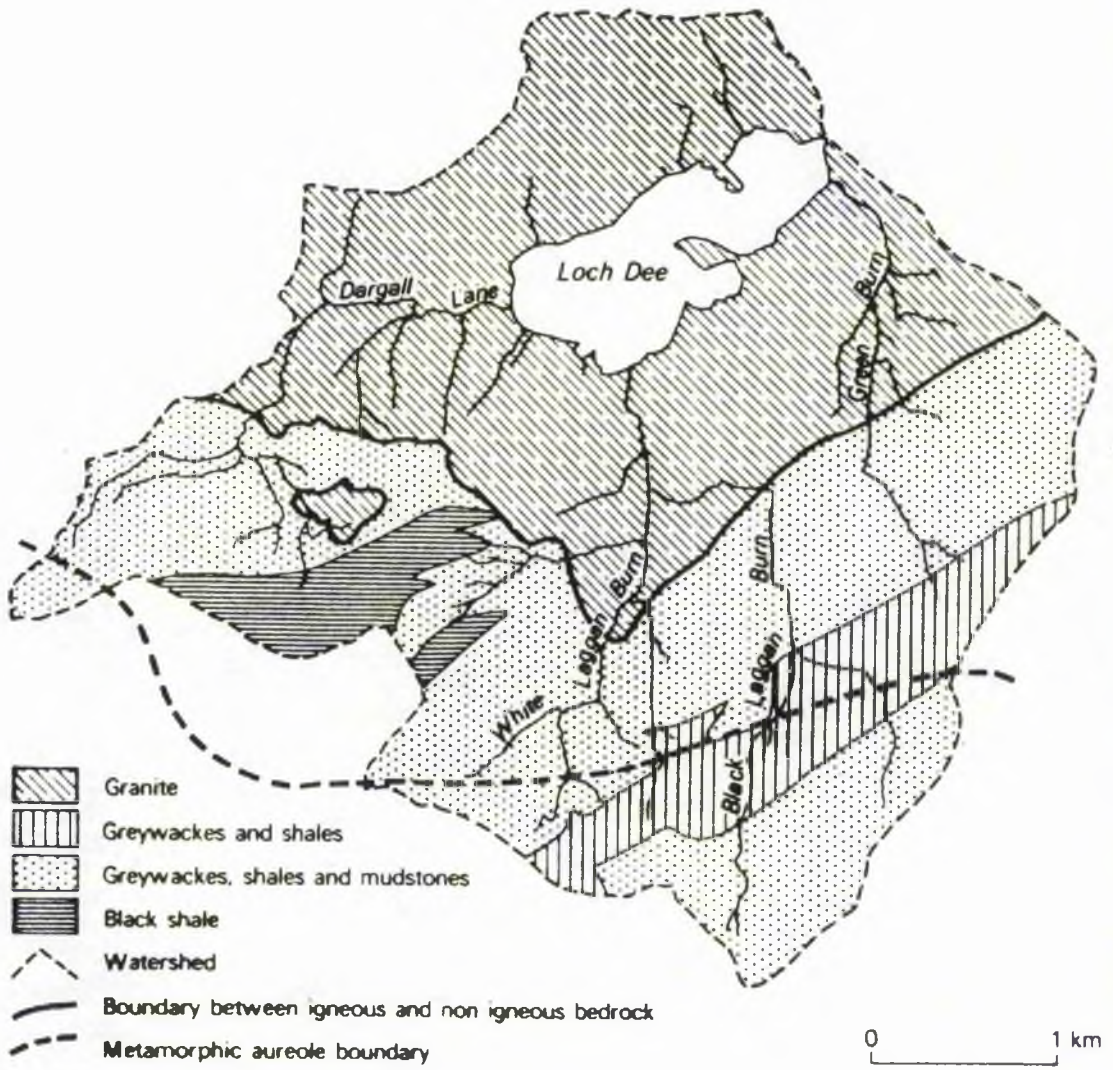 Loch Dee
Dargall Lane
Green Burn
Laggan Burn
White
Laggan Burn
Black
Granite
Greywackes and shales
Greywackes, shales and mudstones
Black shale
Watershed
Boundary between igneous and non igneous bedrock
Metamorphic aureole boundary
0 1 km